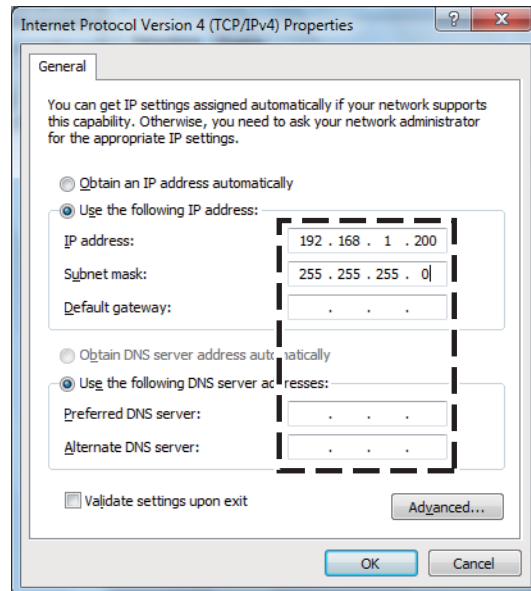 Internet Protocol Version 4 (TCP/IPv4) Properties
? X
General
You can get IP settings assigned automatically if your network supports
this capability. Otherwise, you need to ask your network administrator
for the appropriate IP settings.
Obtain an IP address automatically
Use the following IP address:
IP address: 192 . 168 . 1 . 200
Subnet mask: 255 . 255 . 255 . 0
Default gateway: . . .
Obtain DNS server address automatically
Use the following DNS server addresses:
Preferred DNS server: . . .
Alternate DNS server: . . .
Validate settings upon exit
Advanced...
OK Cancel